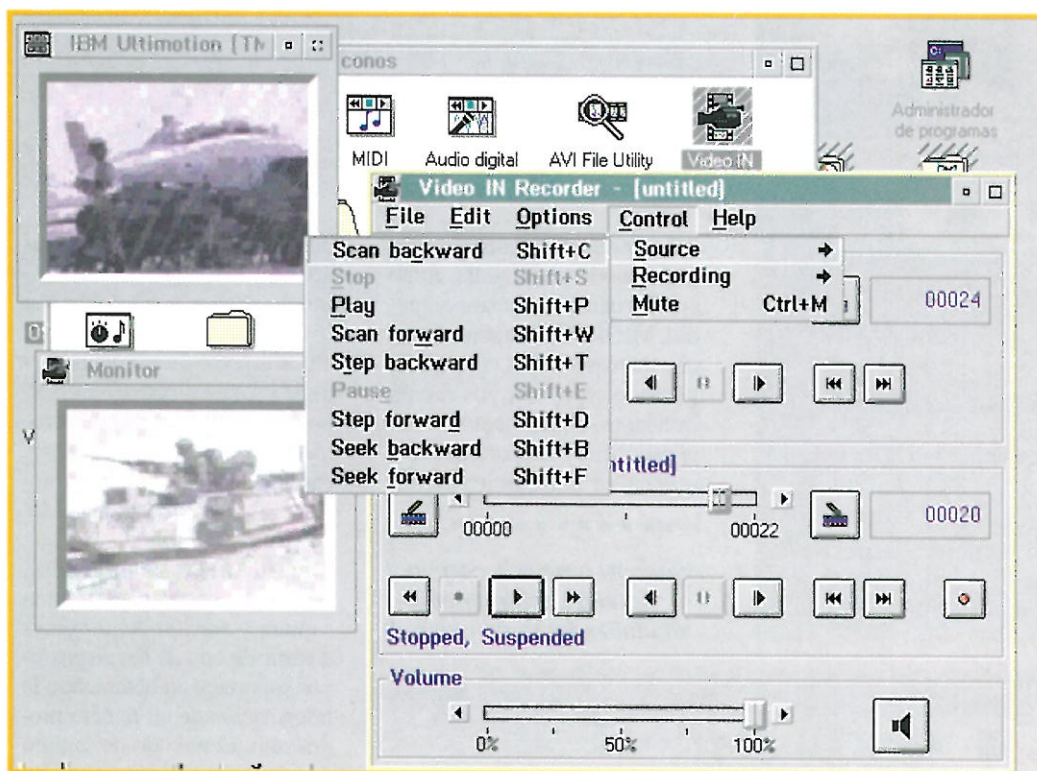 IBM Ultimotion [TM
conos
MIDI
Audio digital
AVI File Utility
Video IN
Administrador
de programas
Video IN Recorder - [untitled]
File Edit Options Control Help
Scan backward Shift+C
Stop Shift+S
Play Shift+P
Scan forward Shift+W
Step backward Shift+T
Pause Shift+E
Step forward Shift+D
Seek backward Shift+B
Seek forward Shift+F
Source
Recording
Mute Ctrl+M
00024
OS
Monitor
V
ntitled]
00000 00022
00020
Stopped, Suspended
Volume
0% 50% 100%